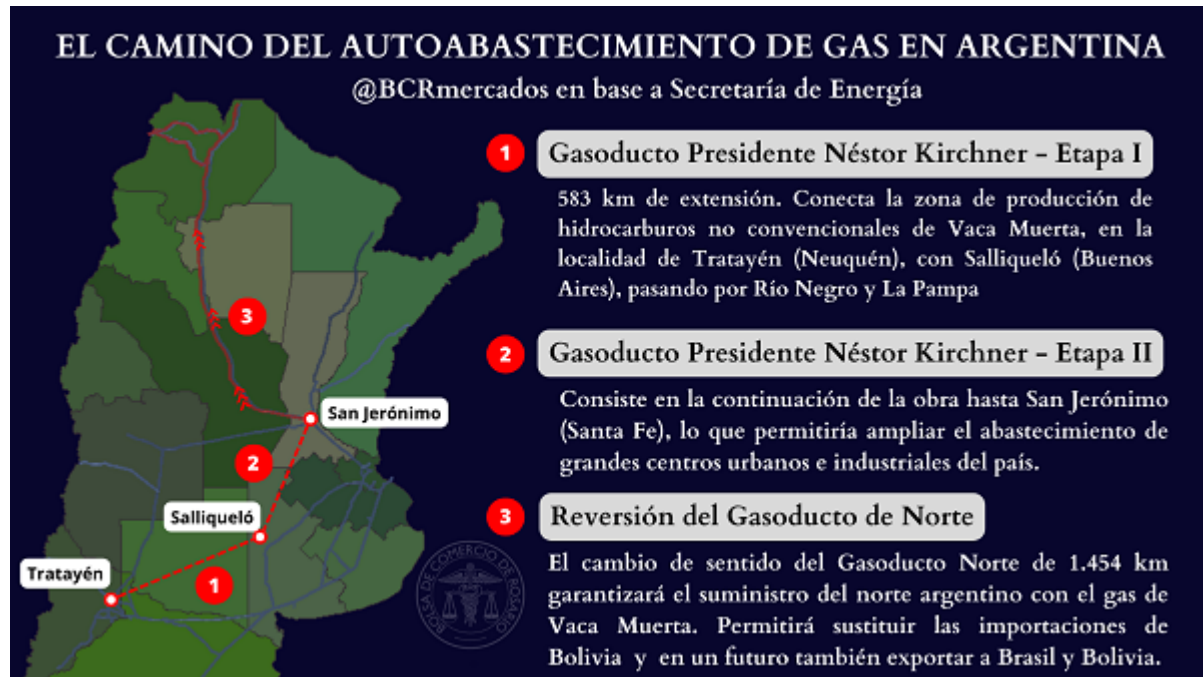 EL CAMINO DEL AUTOABASTECIMIENTO DE GAS EN ARGENTINA
@BCRmercados en base a Secretaría de Energía
1
Gasoducto Presidente Néstor Kirchner - Etapa I
583 km de extensión. Conecta la zona de producción de
hidrocarburos no convencionales de Vaca Muerta, en la
localidad de Tratayén (Neuquén), con Salliqueló (Buenos
Aires), pasando por Río Negro y La Pampa
2
Gasoducto Presidente Néstor Kirchner - Etapa II
Consiste en la continuación de la obra hasta San Jerónimo
(Santa Fe), lo que permitiría ampliar el abastecimiento de
grandes centros urbanos e industriales del país.
3
Reversión del Gasoducto de Norte
El cambio de sentido del Gasoducto Norte de 1.454 km
garantizará el suministro del norte argentino con el gas de
Vaca Muerta. Permitirá sustituir las importaciones de
Bolivia y en un futuro también exportar a Brasil y Bolivia.
3
San Jerónimo
2
Salliqueló
Tratayén
1
BOLSA DE COMERCIO DE ROSARIO